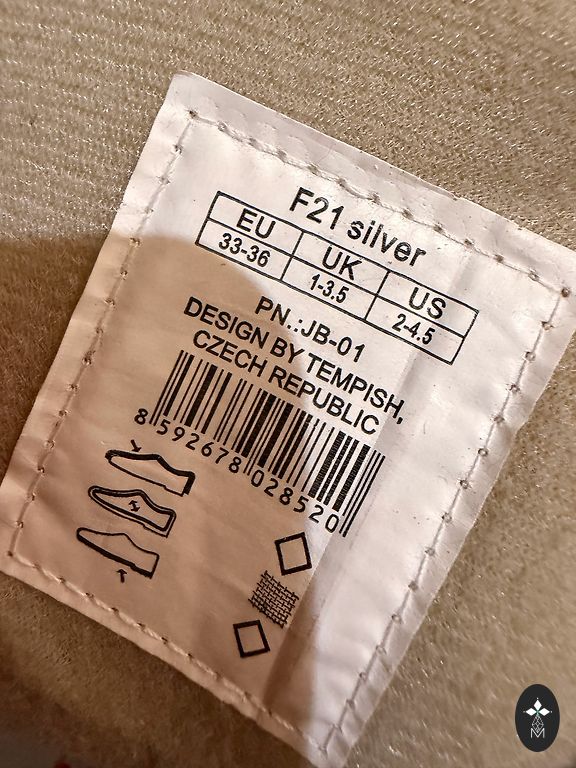 F21 silver
EU UK US
33-36 1-3.5 2-4.5
PN.:JB-01
DESIGN BY TEMPISH,
CZECH REPUBLIC
8 592678 028520
M